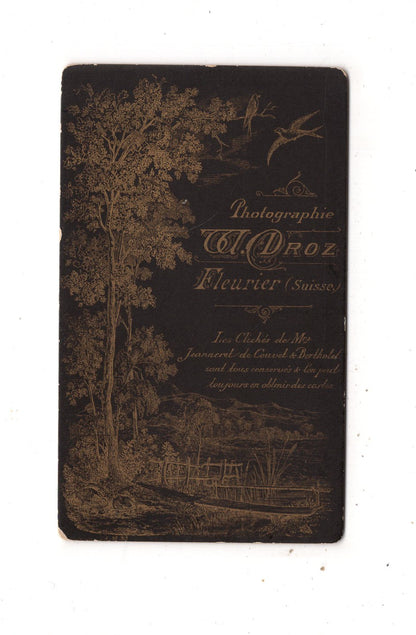 Photographie
W. Droz
Fleurier (Suisse)
Les Clichés de Mrs
Jeanneret de Couvet & Berthold
sont tous conservés & l'on peut
toujours en obtenir des cartes